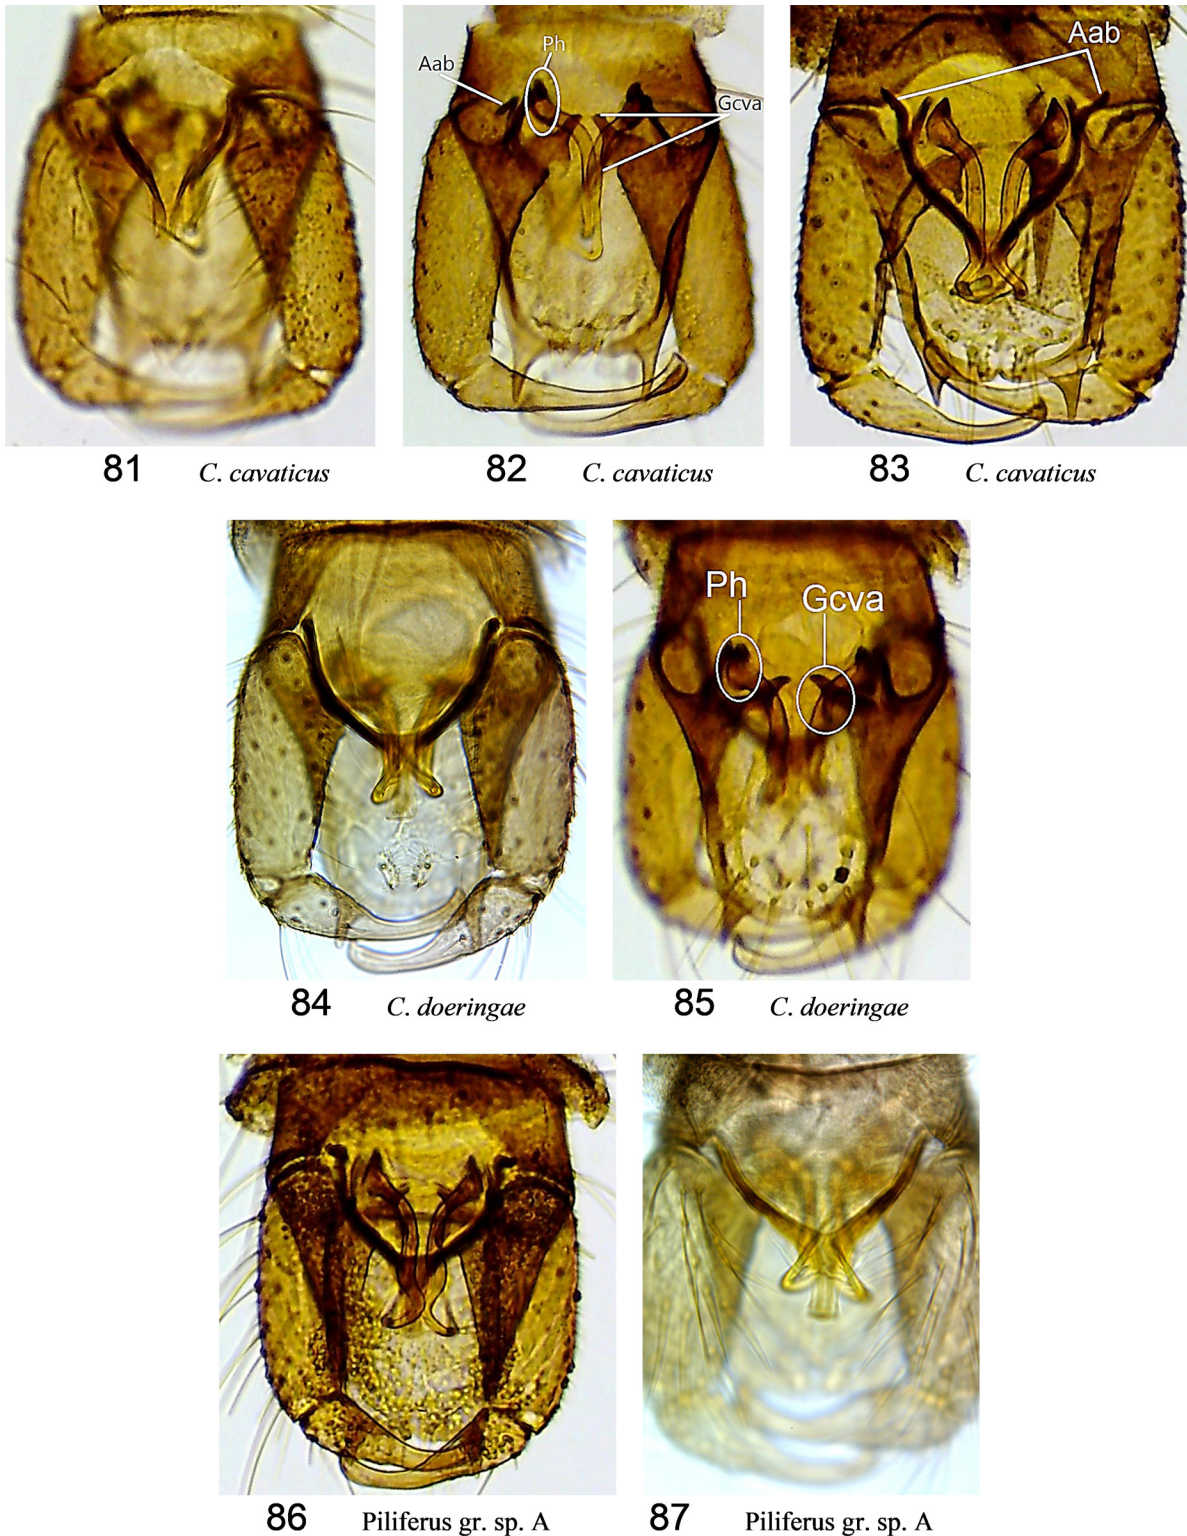 Aab
Ph
Gcva
Aab
81 C. cavaticus
82 C. cavaticus
83 C. cavaticus
Ph
Gcva
84 C. doeringae
85 C. doeringae
86 Piliferus gr. sp. A
87 Piliferus gr. sp. A